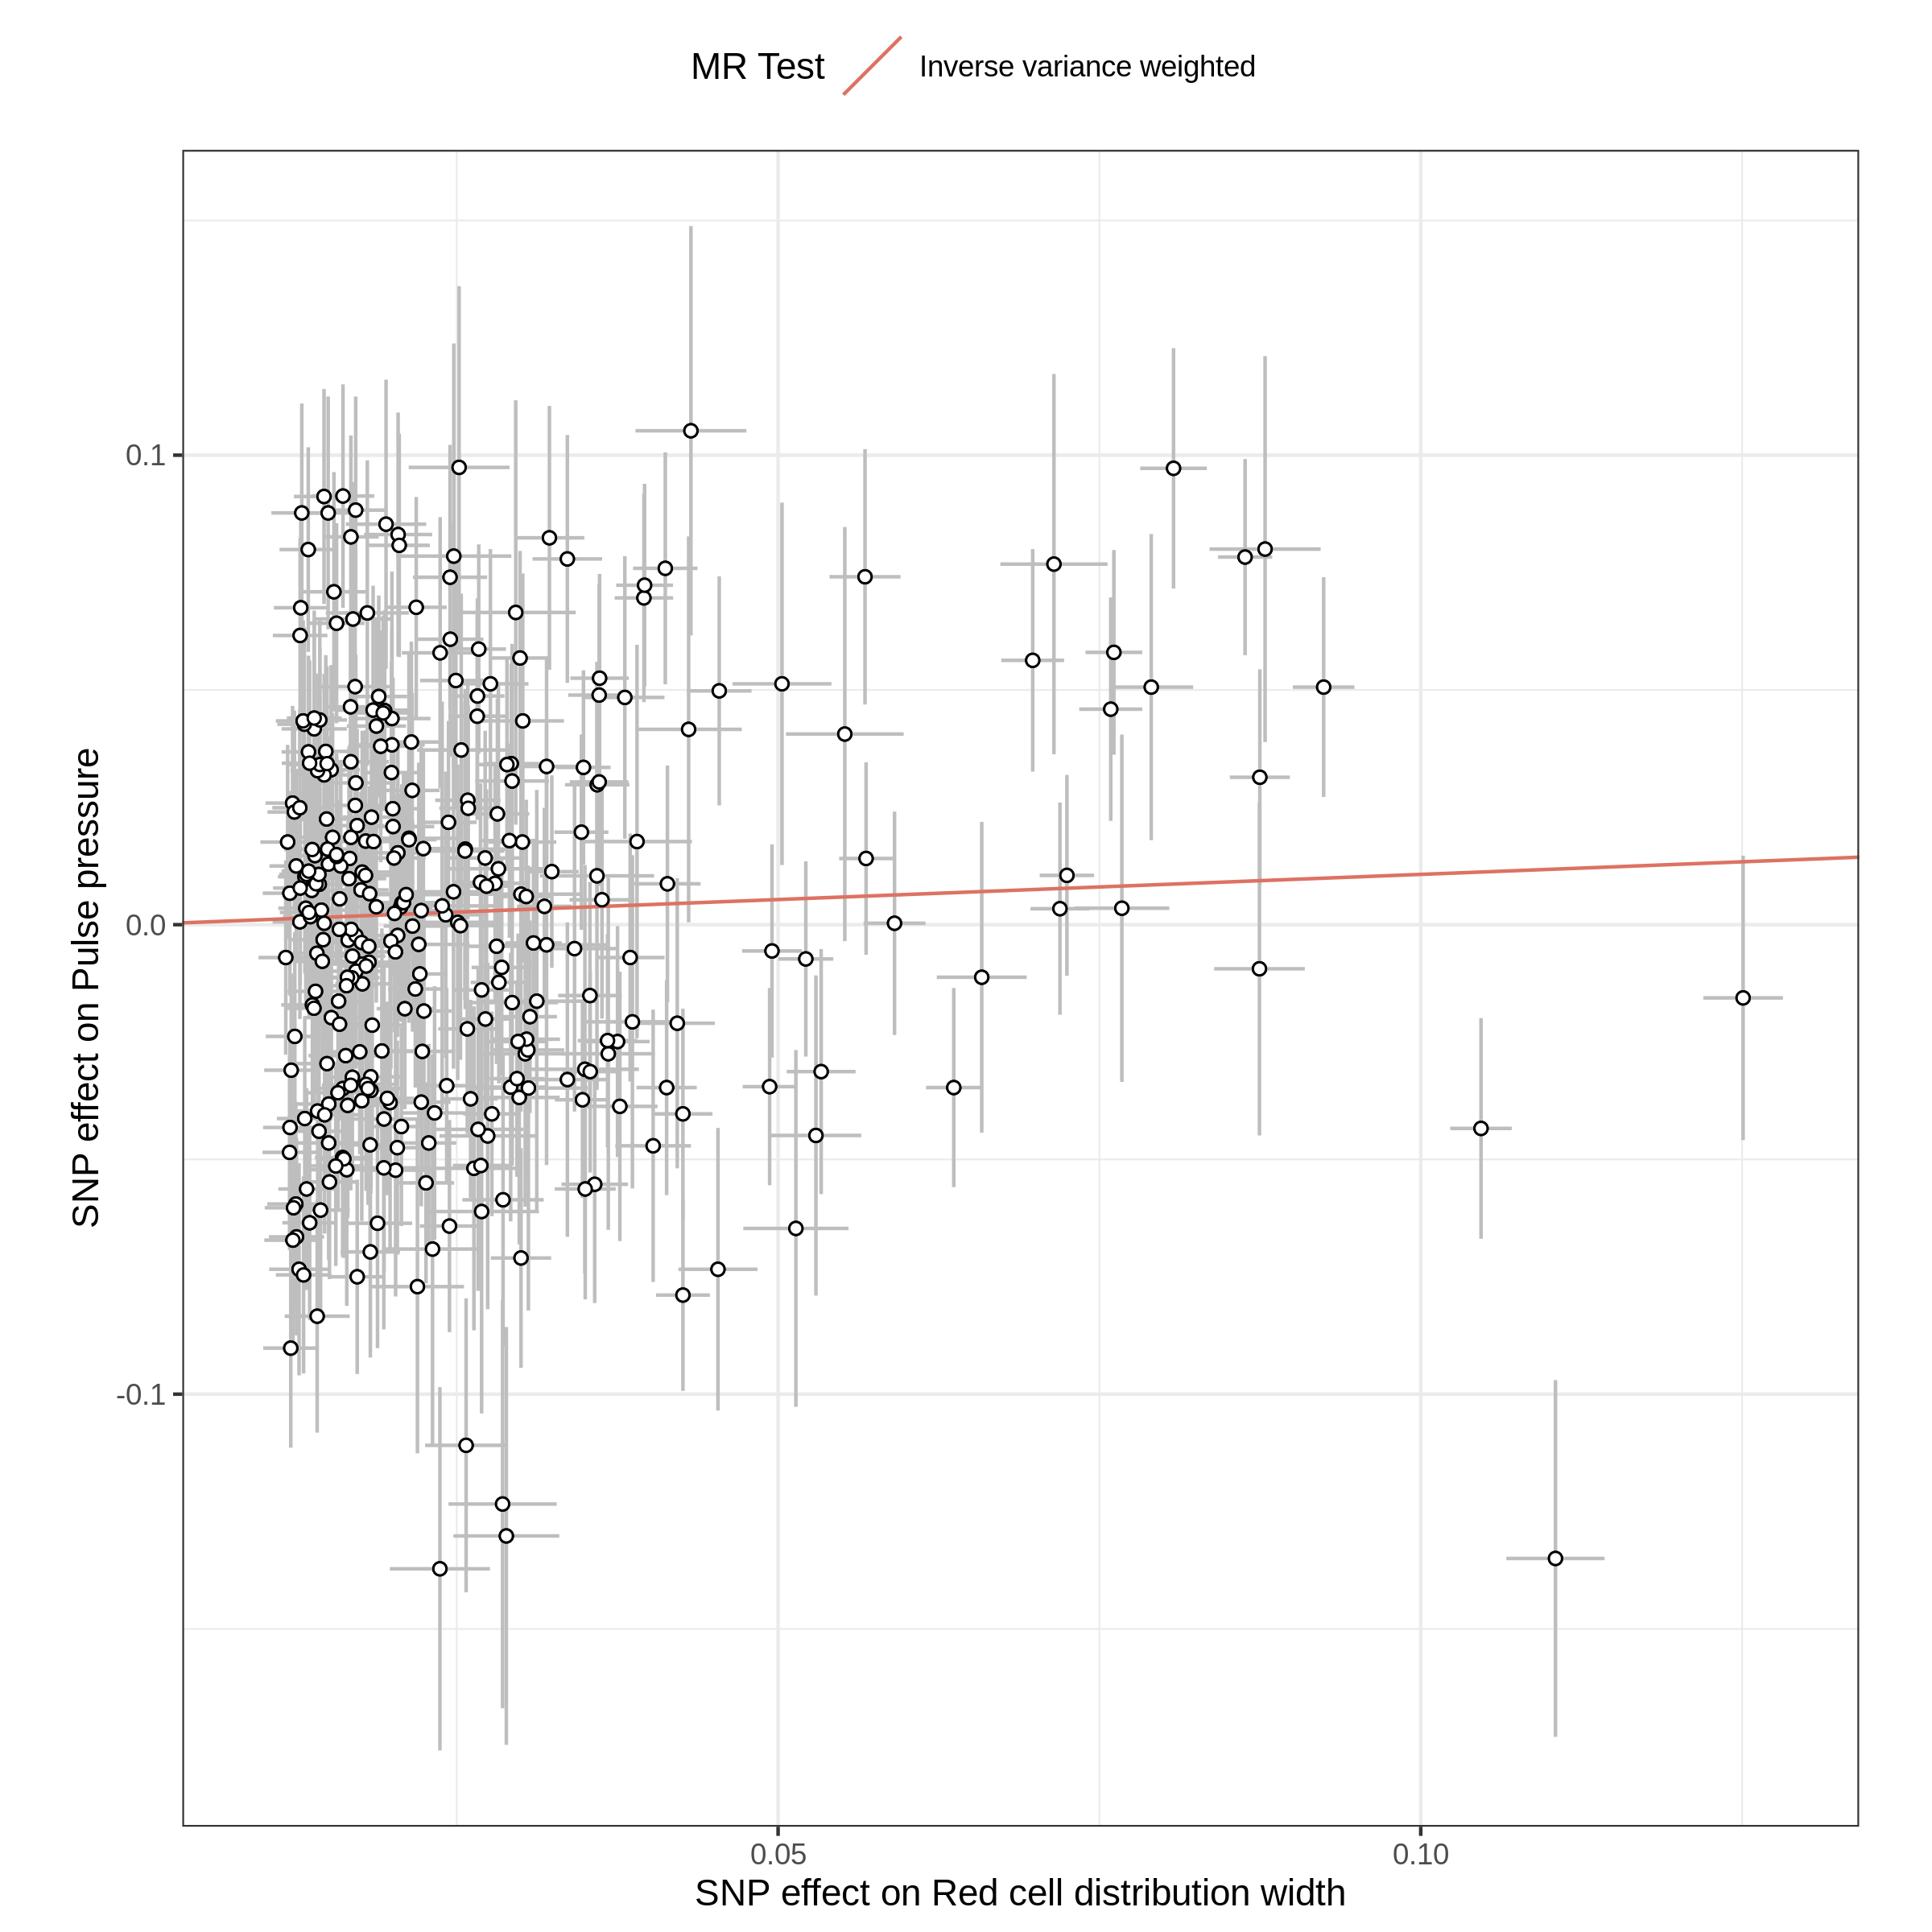 MR Test Inverse variance weighted
0.1
0.0
-0.1
SNP effect on Pulse pressure
0.05 0.10
SNP effect on Red cell distribution width